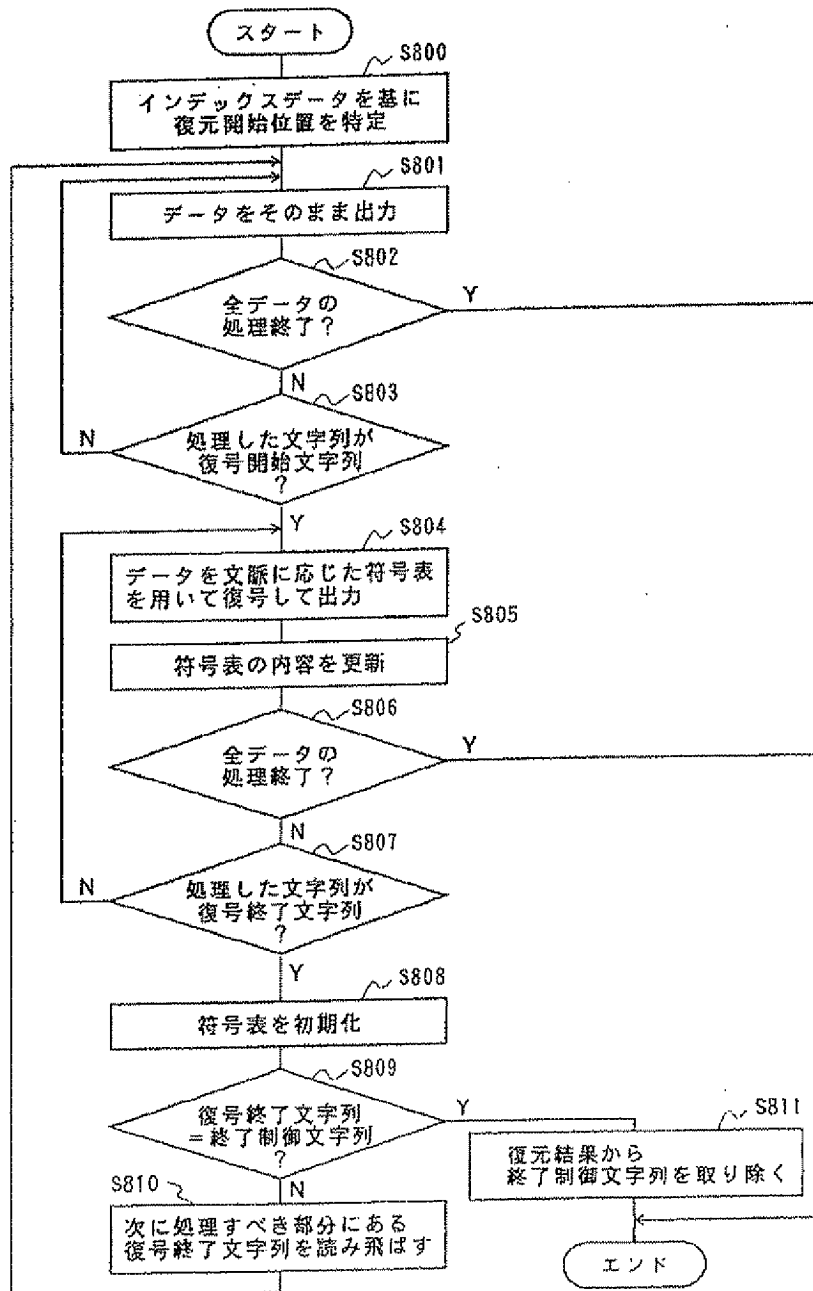 スタート
S800
インデックスデータを基に
復元開始位置を特定
S801
データをそのまま出力
S802
全データの
処理終了?
Y
N
S803
処理した文字列が
復号開始文字列
?
N
Y
S804
データを文脈に応じた符号表
を用いて復号して出力
S805
符号表の内容を更新
S806
全データの
処理終了?
Y
N
S807
処理した文字列が
復号終了文字列
?
N
Y
S808
符号表を初期化
S809
復号終了文字列
=終了制御文字列
?
Y
S811
復元結果から
終了制御文字列を取り除く
S810
N
次に処理すべき部分にある
復号終了文字列を読み飛ばす
エンド